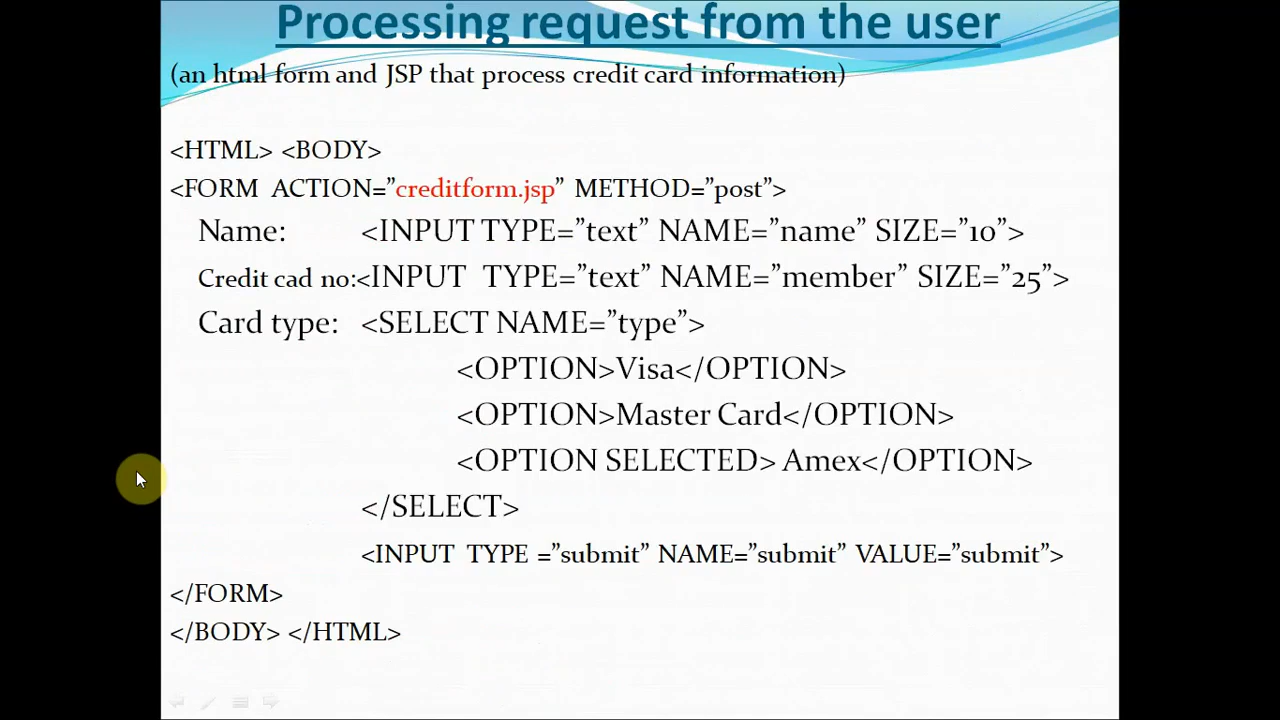 Processing request from the user
(an html form and JSP that process credit card information)
<HTML> <BODY>
<FORM ACTION=”creditform.jsp” METHOD=”post”>
Name: <INPUT TYPE=”text” NAME=”name” SIZE=”10”>
Credit cad no:<INPUT TYPE=”text” NAME=”member” SIZE=”25”>
Card type: <SELECT NAME=”type”>
<OPTION>Visa</OPTION>
<OPTION>Master Card</OPTION>
<OPTION SELECTED> Amex</OPTION>
</SELECT>
<INPUT TYPE =”submit” NAME=”submit” VALUE=”submit”>
</FORM>
</BODY> </HTML>